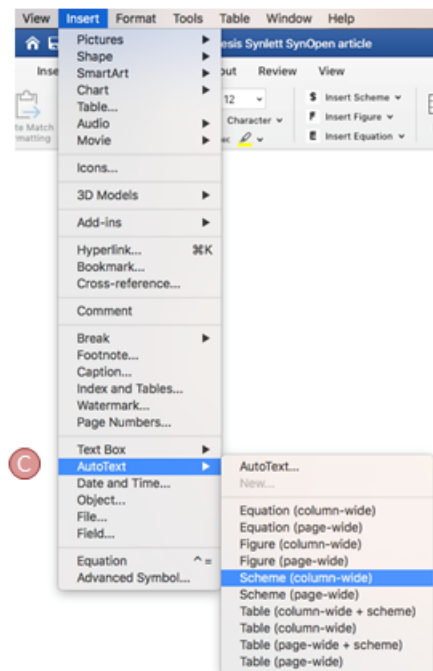 View Insert Format Tools Table Window Help
esis Synlett SynOpen article
Inse
out Review View
Pictures
Shape
SmartArt
Chart
Table...
Audio
Movie
Icons...
3D Models
Add-ins
Hyperlink... ⌘K
Bookmark...
Cross-reference...
Comment
Break
Footnote...
Caption...
Index and Tables...
Watermark...
Page Numbers...
Text Box
AutoText
Date and Time...
Object...
File...
Field...
Equation ^ =
Advanced Symbol...
te Match
rmatting
12
Character
S Insert Scheme
F Insert Figure
E Insert Equation
C
AutoText...
New...
Equation (column-wide)
Equation (page-wide)
Figure (column-wide)
Figure (page-wide)
Scheme (column-wide)
Scheme (page-wide)
Table (column-wide + scheme)
Table (column-wide)
Table (page-wide + scheme)
Table (page-wide)